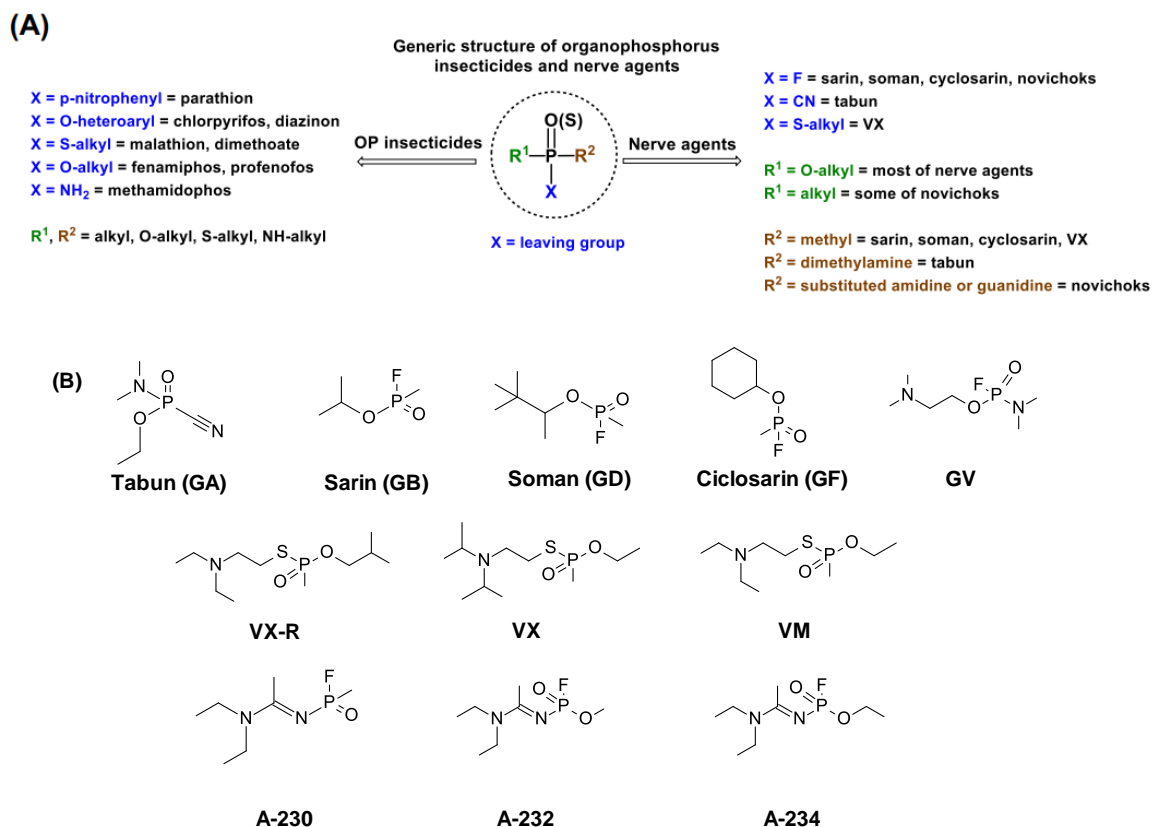 (A)
Generic structure of organophosphorus
insecticides and nerve agents
X = p-nitrophenyl = parathion
X = O-heteroaryl = chlorpyrifos, diazinon
X = S-alkyl = malathion, dimethoate
X = O-alkyl = fenamiphos, profenofos
X = NH₂ = methamidophos
R¹, R² = alkyl, O-alkyl, S-alkyl, NH-alkyl
OP insecticides
O(S)
R¹ P R²
X
X = leaving group
Nerve agents
X = F = sarin, soman, cyclosarin, novichoks
X = CN = tabun
X = S-alkyl = VX
R¹ = O-alkyl = most of nerve agents
R¹ = alkyl = some of novichoks
R² = methyl = sarin, soman, cyclosarin, VX
R² = dimethylamine = tabun
R² = substituted amidine or guanidine = novichoks
(B)
N O P O N
Tabun (GA)
F O P O
Sarin (GB)
O P O F
Soman (GD)
O P O F
Ciclosarin (GF)
N O F P O N
GV
N S P O O
VX-R
N S P O O
VX
N S P O O
VM
N N F P O
A-230
N N O F P O
A-232
N N O F P O
A-234